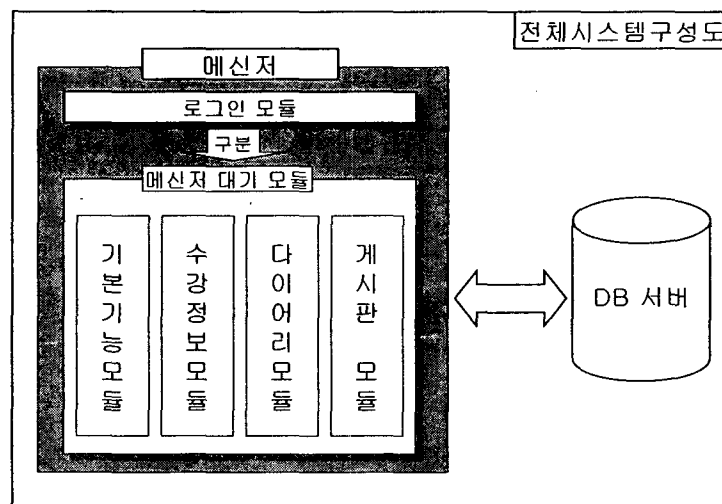 전체시스템구성도
메신저
로그인 모듈
구분
메신저 대기 모듈
기본기능모듈
수강정보모듈
다이어리모듈
게시판 모듈
DB 서버